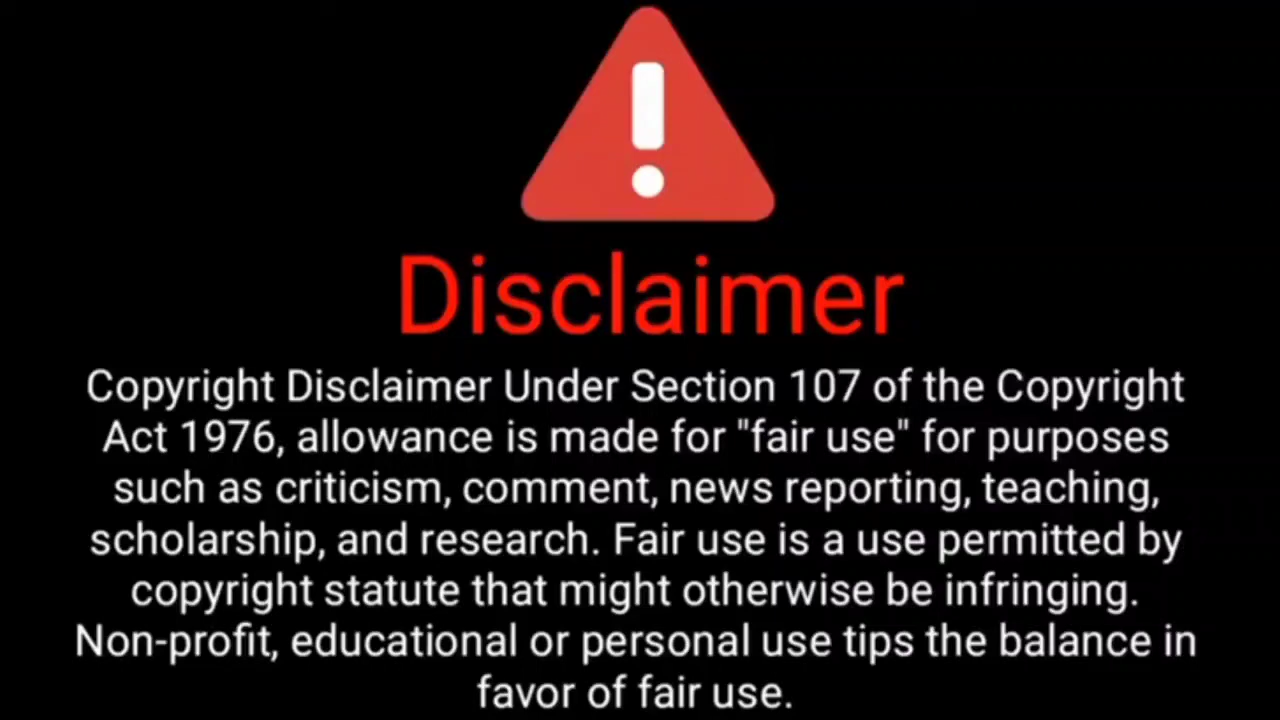 Disclaimer
Copyright Disclaimer Under Section 107 of the Copyright
Act 1976, allowance is made for "fair use" for purposes
such as criticism, comment, news reporting, teaching,
scholarship, and research. Fair use is a use permitted by
copyright statute that might otherwise be infringing.
Non-profit, educational or personal use tips the balance in
favor of fair use.